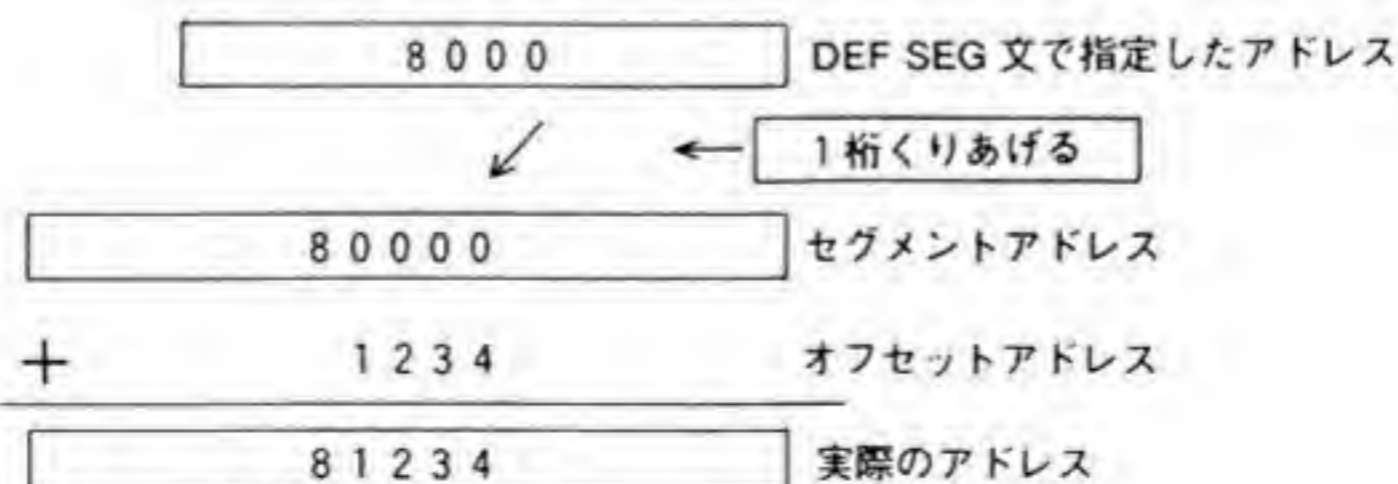 8000 DEF SEG 文で指定したアドレス
1桁くりあげる
80000 セグメントアドレス
+ 1234 オフセットアドレス
81234 実際のアドレス